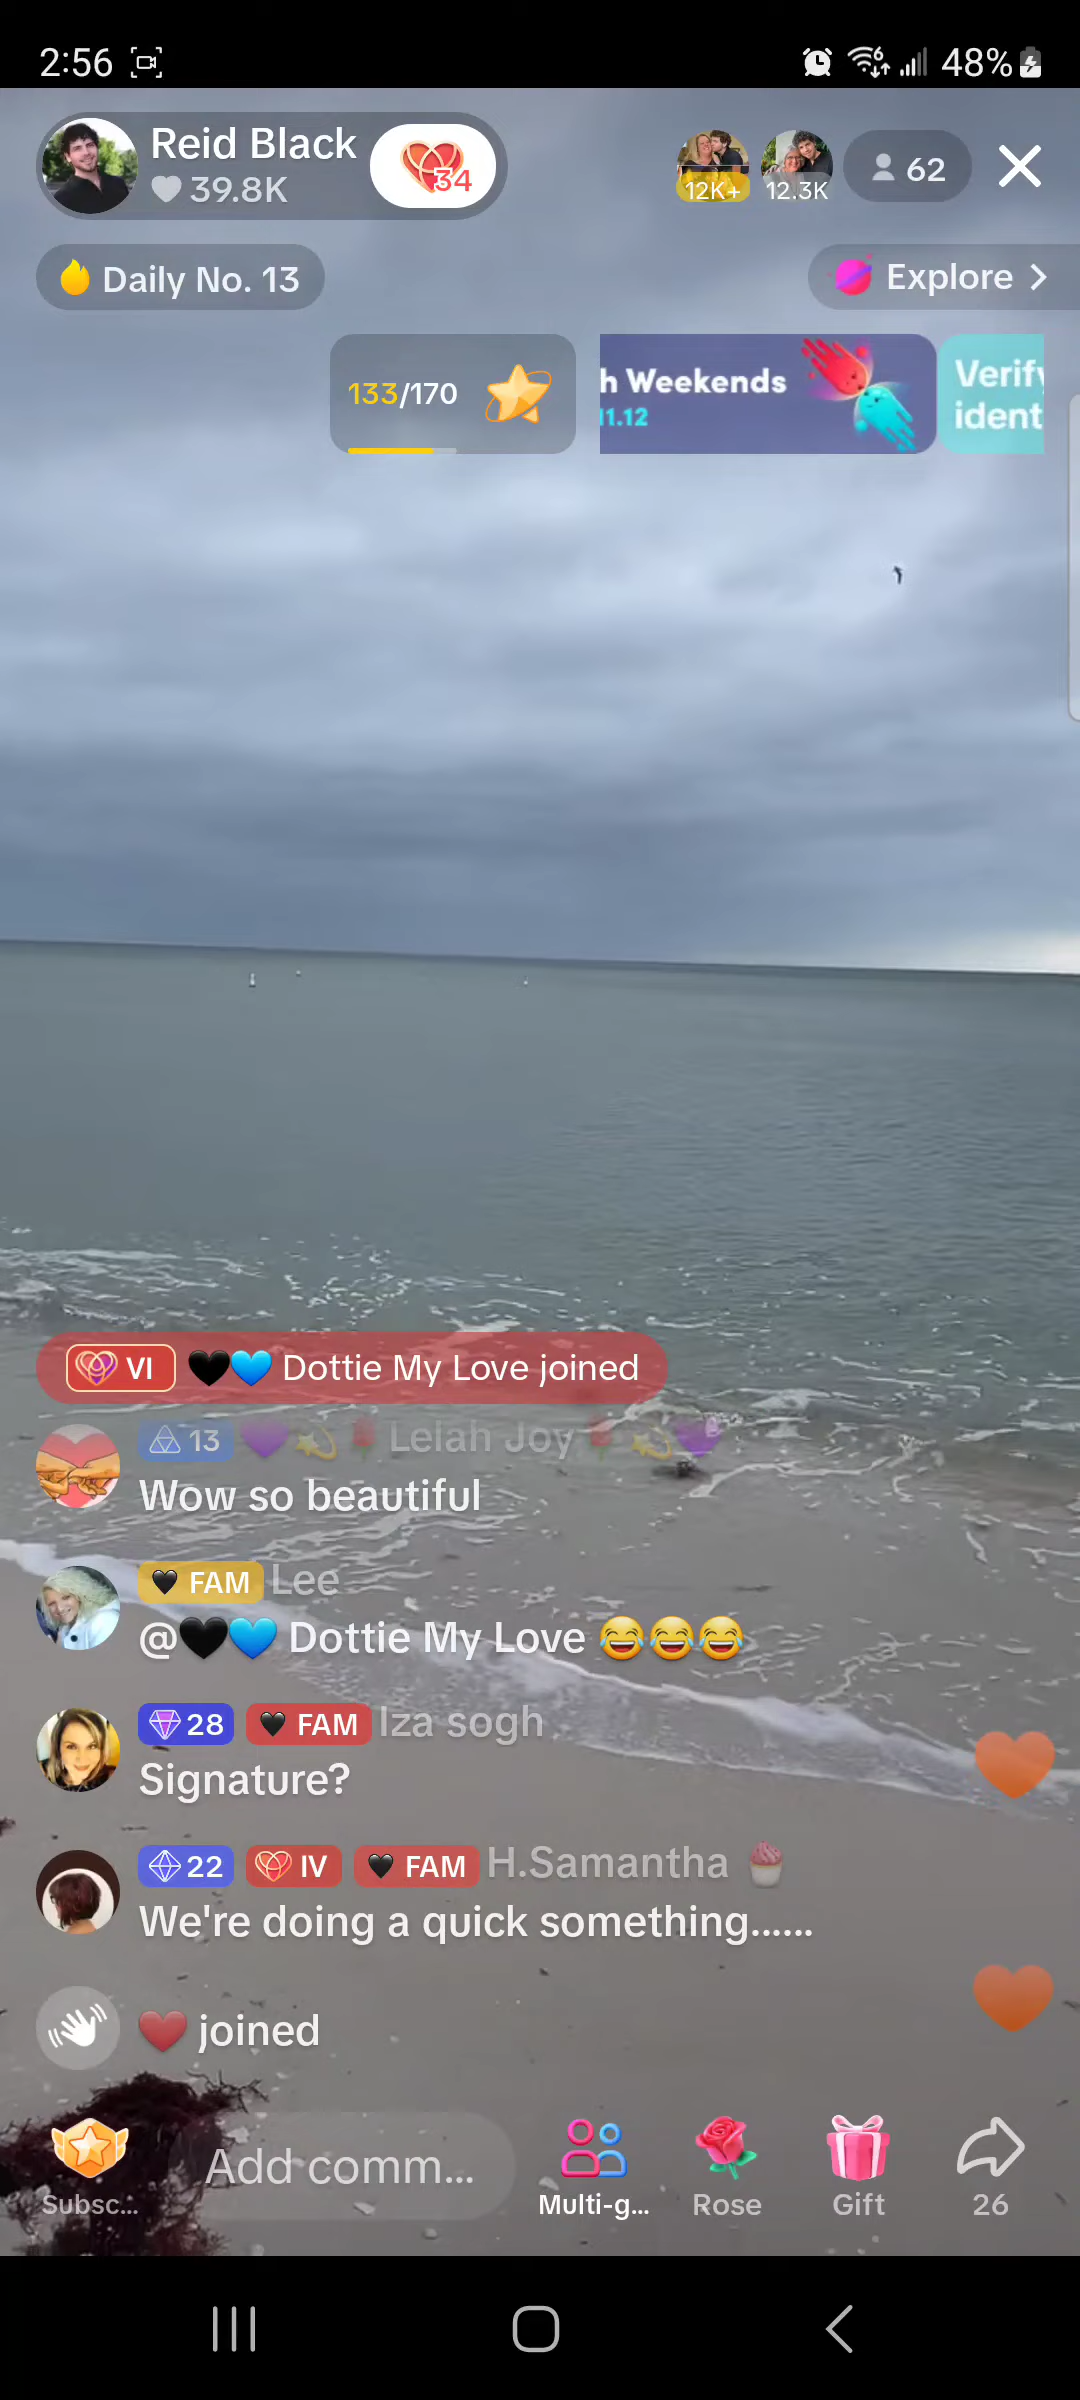 2:56
48%
Reid Black
39.8K
34
12K+
12.3K
62
Daily No. 13
Explore
133/170
h Weekends
11.12
Verify
ident
VI 🖤💙 Dottie My Love joined
13 💜💫🌹Leiah Joy🌹💫💜
Wow so beautiful
🖤 FAM Lee
@🖤💙 Dottie My Love 😂😂😂
28 🖤 FAM Iza sogh
Signature?
22 IV 🖤 FAM H.Samantha 🧁
We're doing a quick something......
❤️ joined
Subsc...
Add comm...
Multi-g...
Rose
Gift
26